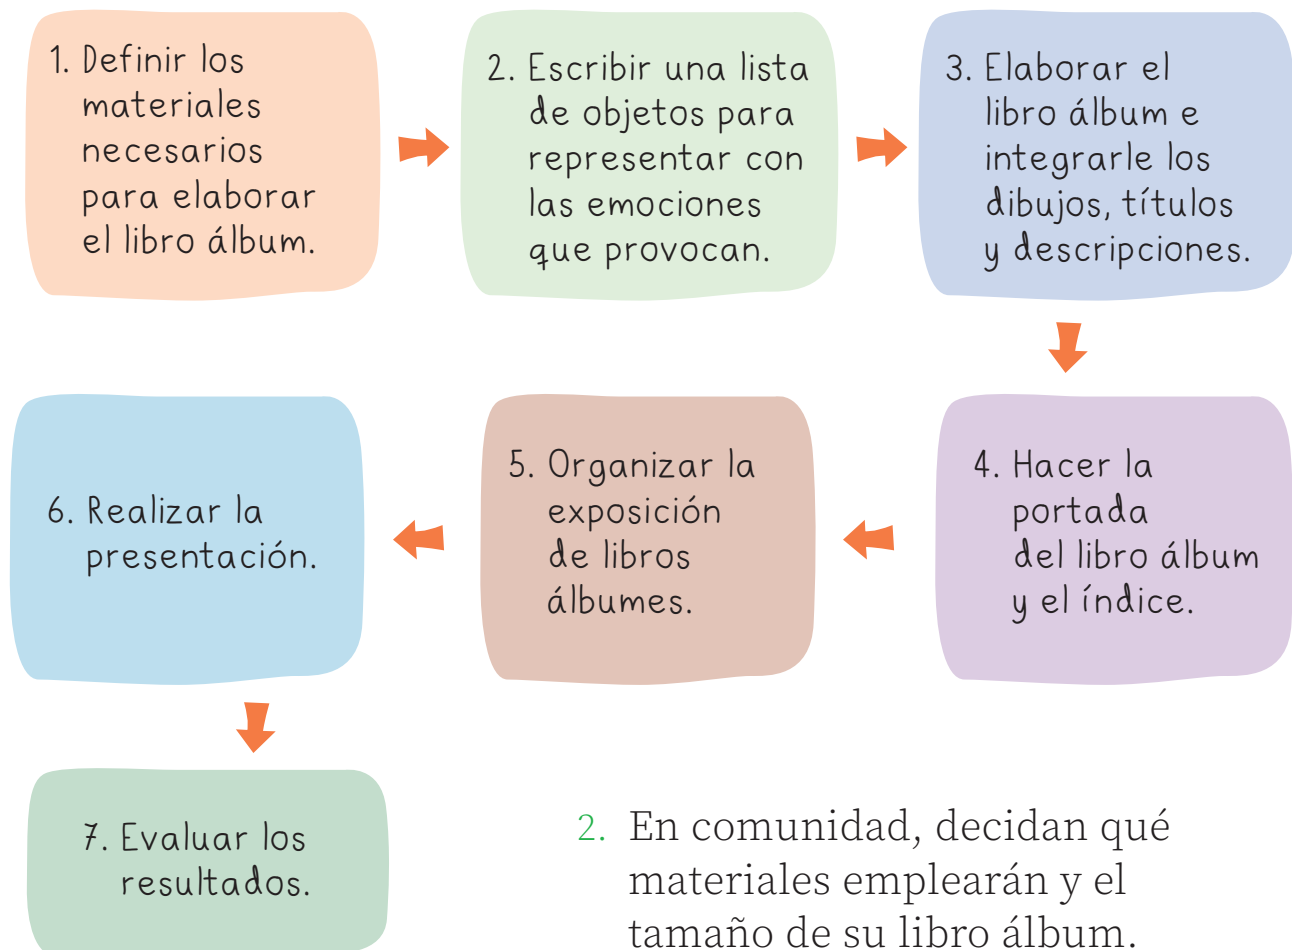 1. Definir los
materiales
necesarios
para elaborar
el libro álbum.
2. Escribir una lista
de objetos para
representar con
las emociones
que provocan.
3. Elaborar el
libro álbum e
integrarle los
dibujos, títulos
y descripciones.
4. Hacer la
portada
del libro álbum
y el índice.
5. Organizar la
exposición
de libros
álbumes.
6. Realizar la
presentación.
7. Evaluar los
resultados.
2. En comunidad, decidan qué
materiales emplearán y el
tamaño de su libro álbum.